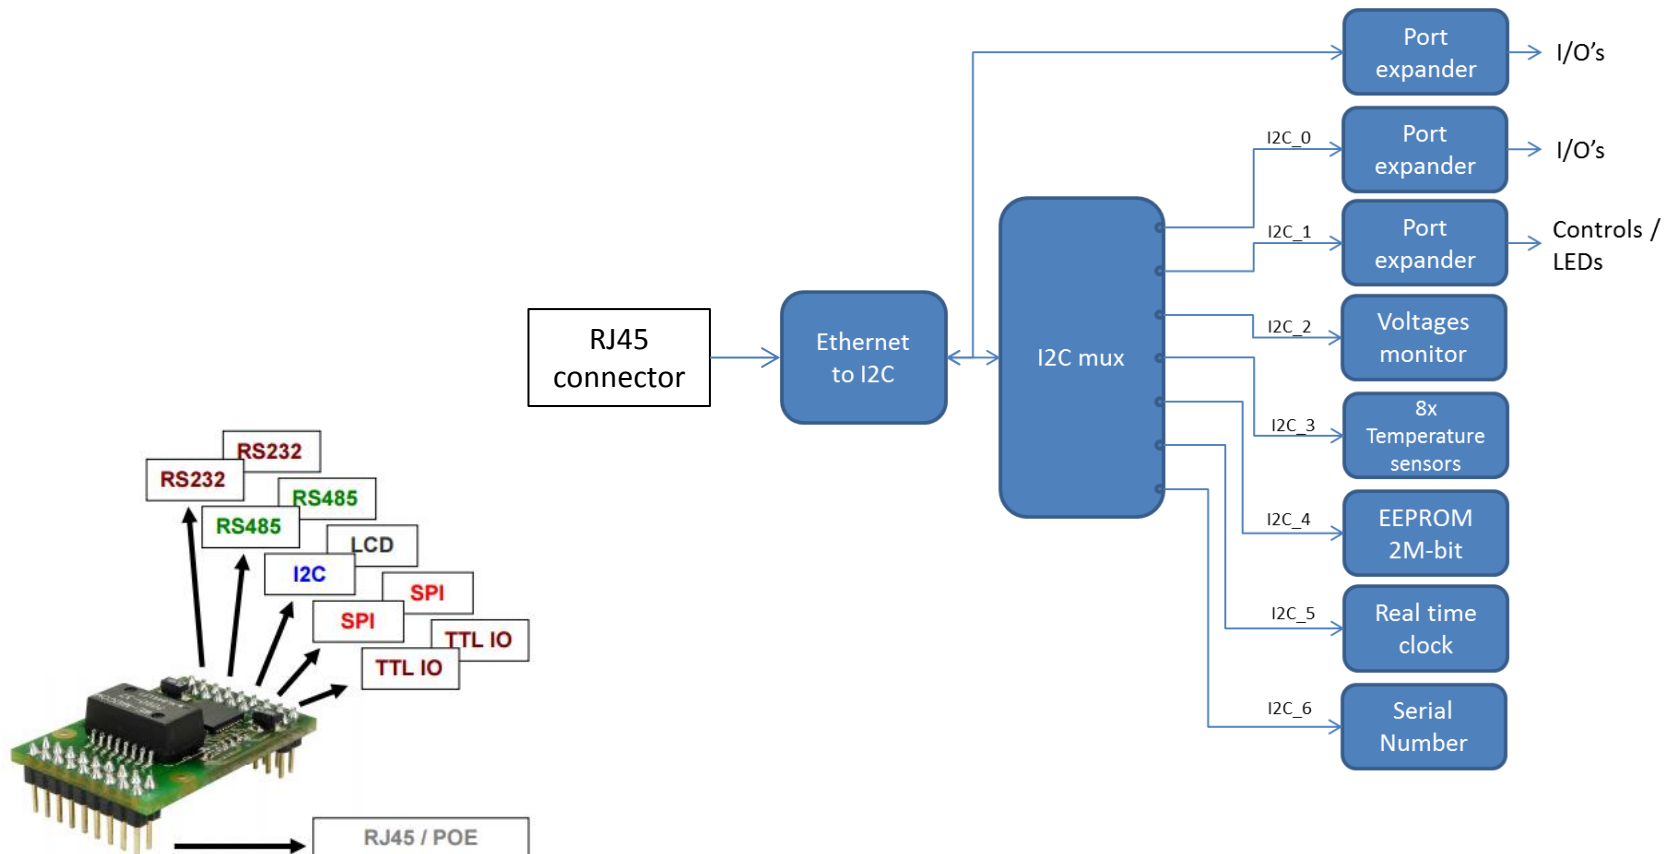 Port
expander
I/O's
I2C_0
Port
expander
I/O's
I2C_1
Port
expander
Controls /
LEDs
RJ45
connector
Ethernet
to I2C
I2C mux
I2C_2
Voltages
monitor
I2C_3
8x
Temperature
sensors
I2C_4
EEPROM
2M-bit
I2C_5
Real time
clock
I2C_6
Serial
Number
RS232
RS232
RS485
RS485
LCD
I2C
SPI
SPI
TTL IO
TTL IO
RJ45 / POE